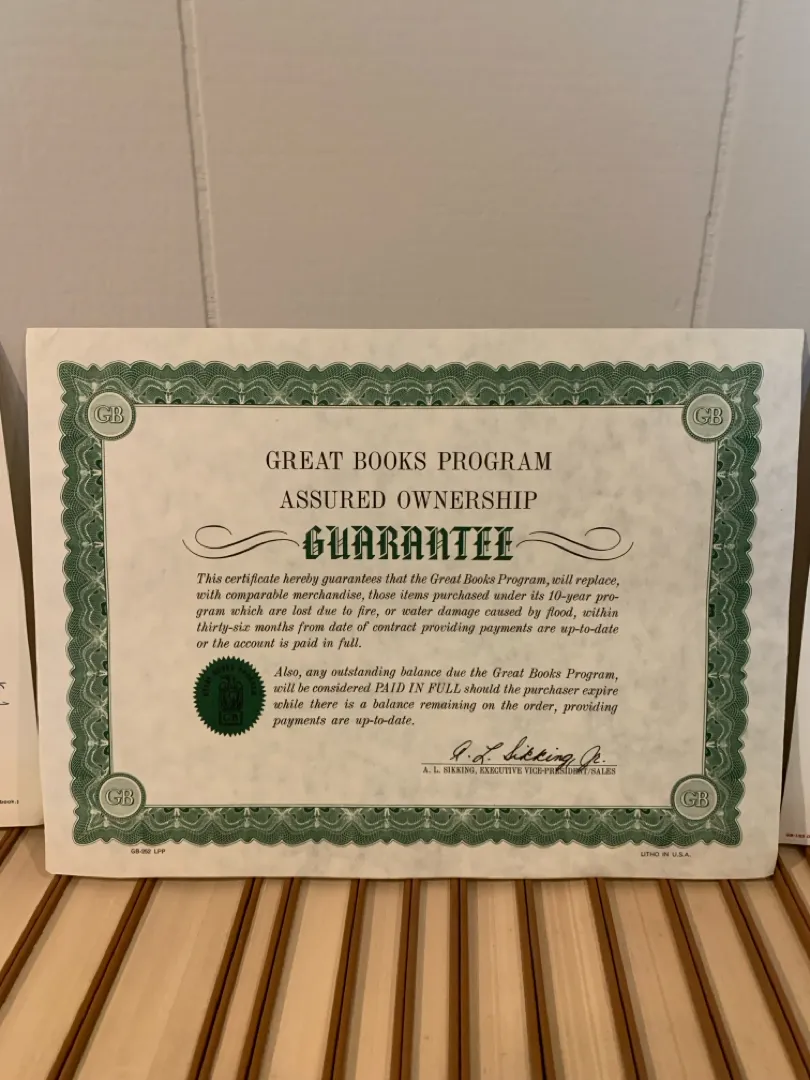 GB
GB
GREAT BOOKS PROGRAM
ASSURED OWNERSHIP
GUARANTEE
This certificate hereby guarantees that the Great Books Program, will replace,
with comparable merchandise, those items purchased under its 10-year pro-
gram which are lost due to fire, or water damage caused by flood, within
thirty-six months from date of contract providing payments are up-to-date
or the account is paid in full.
Also, any outstanding balance due the Great Books Program,
will be considered PAID IN FULL should the purchaser expire
while there is a balance remaining on the order, providing
payments are up-to-date.
A. L. Sikking, Jr.
A. L. SIKKING, EXECUTIVE VICE-PRESIDENT/SALES
GB
GB
GB-262 LPP
LITHO IN U.S.A.